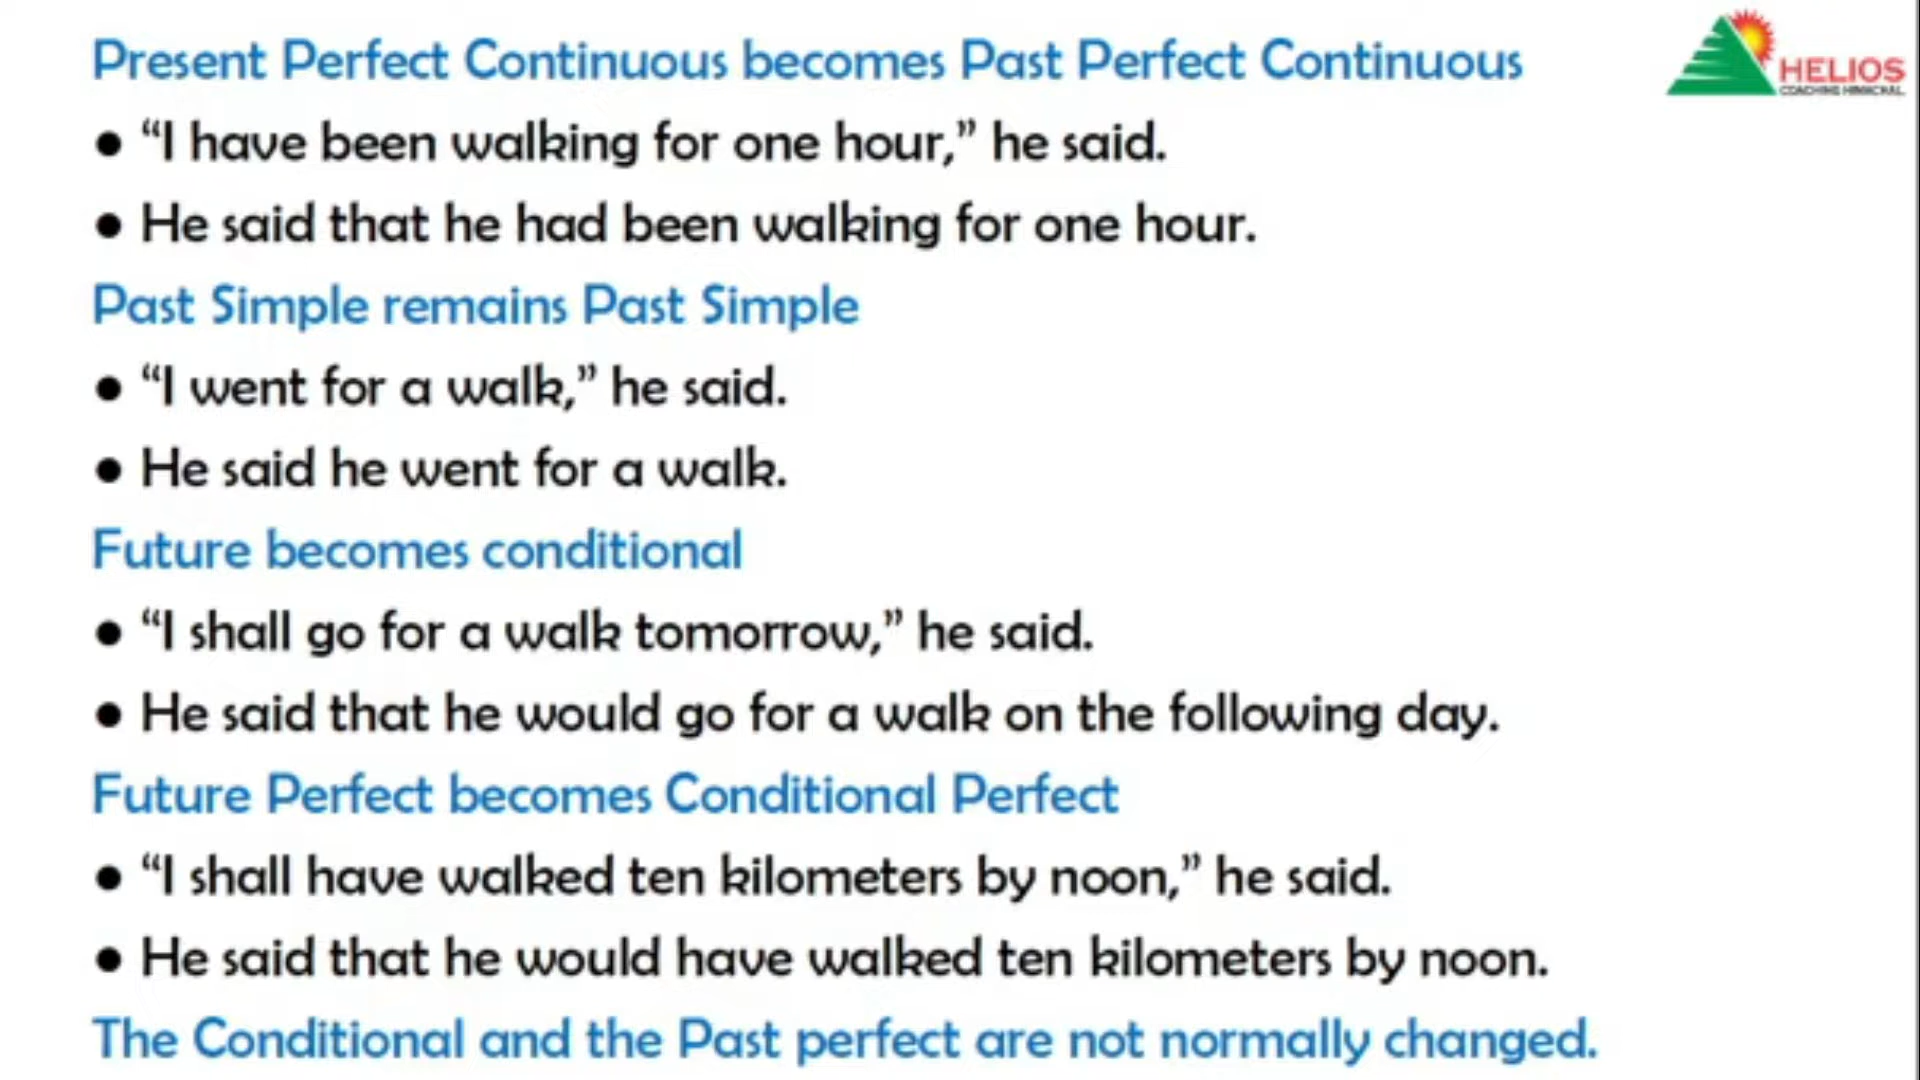 Present Perfect Continuous becomes Past Perfect Continuous
HELIOS
COACHING HIMACHAL
● “I have been walking for one hour,” he said.
● He said that he had been walking for one hour.
Past Simple remains Past Simple
● “I went for a walk,” he said.
● He said he went for a walk.
Future becomes conditional
● “I shall go for a walk tomorrow,” he said.
● He said that he would go for a walk on the following day.
Future Perfect becomes Conditional Perfect
● “I shall have walked ten kilometers by noon,” he said.
● He said that he would have walked ten kilometers by noon.
The Conditional and the Past perfect are not normally changed.